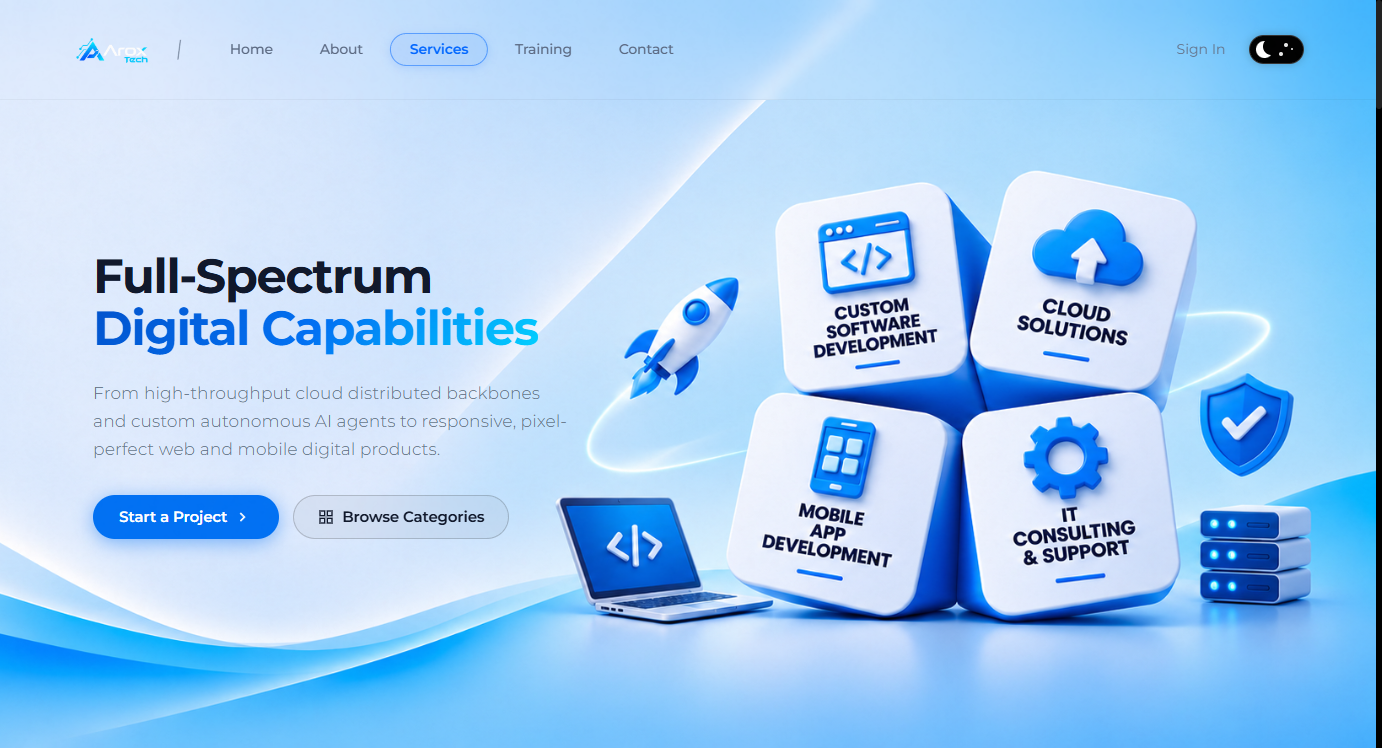 Arox
Tech
Home
About
Services
Training
Contact
Sign In
Full-Spectrum
Digital Capabilities
From high-throughput cloud distributed backbones
and custom autonomous AI agents to responsive, pixel-
perfect web and mobile digital products.
Start a Project
Browse Categories
CUSTOM
SOFTWARE
DEVELOPMENT
CLOUD
SOLUTIONS
MOBILE
APP
DEVELOPMENT
IT
CONSULTING
& SUPPORT